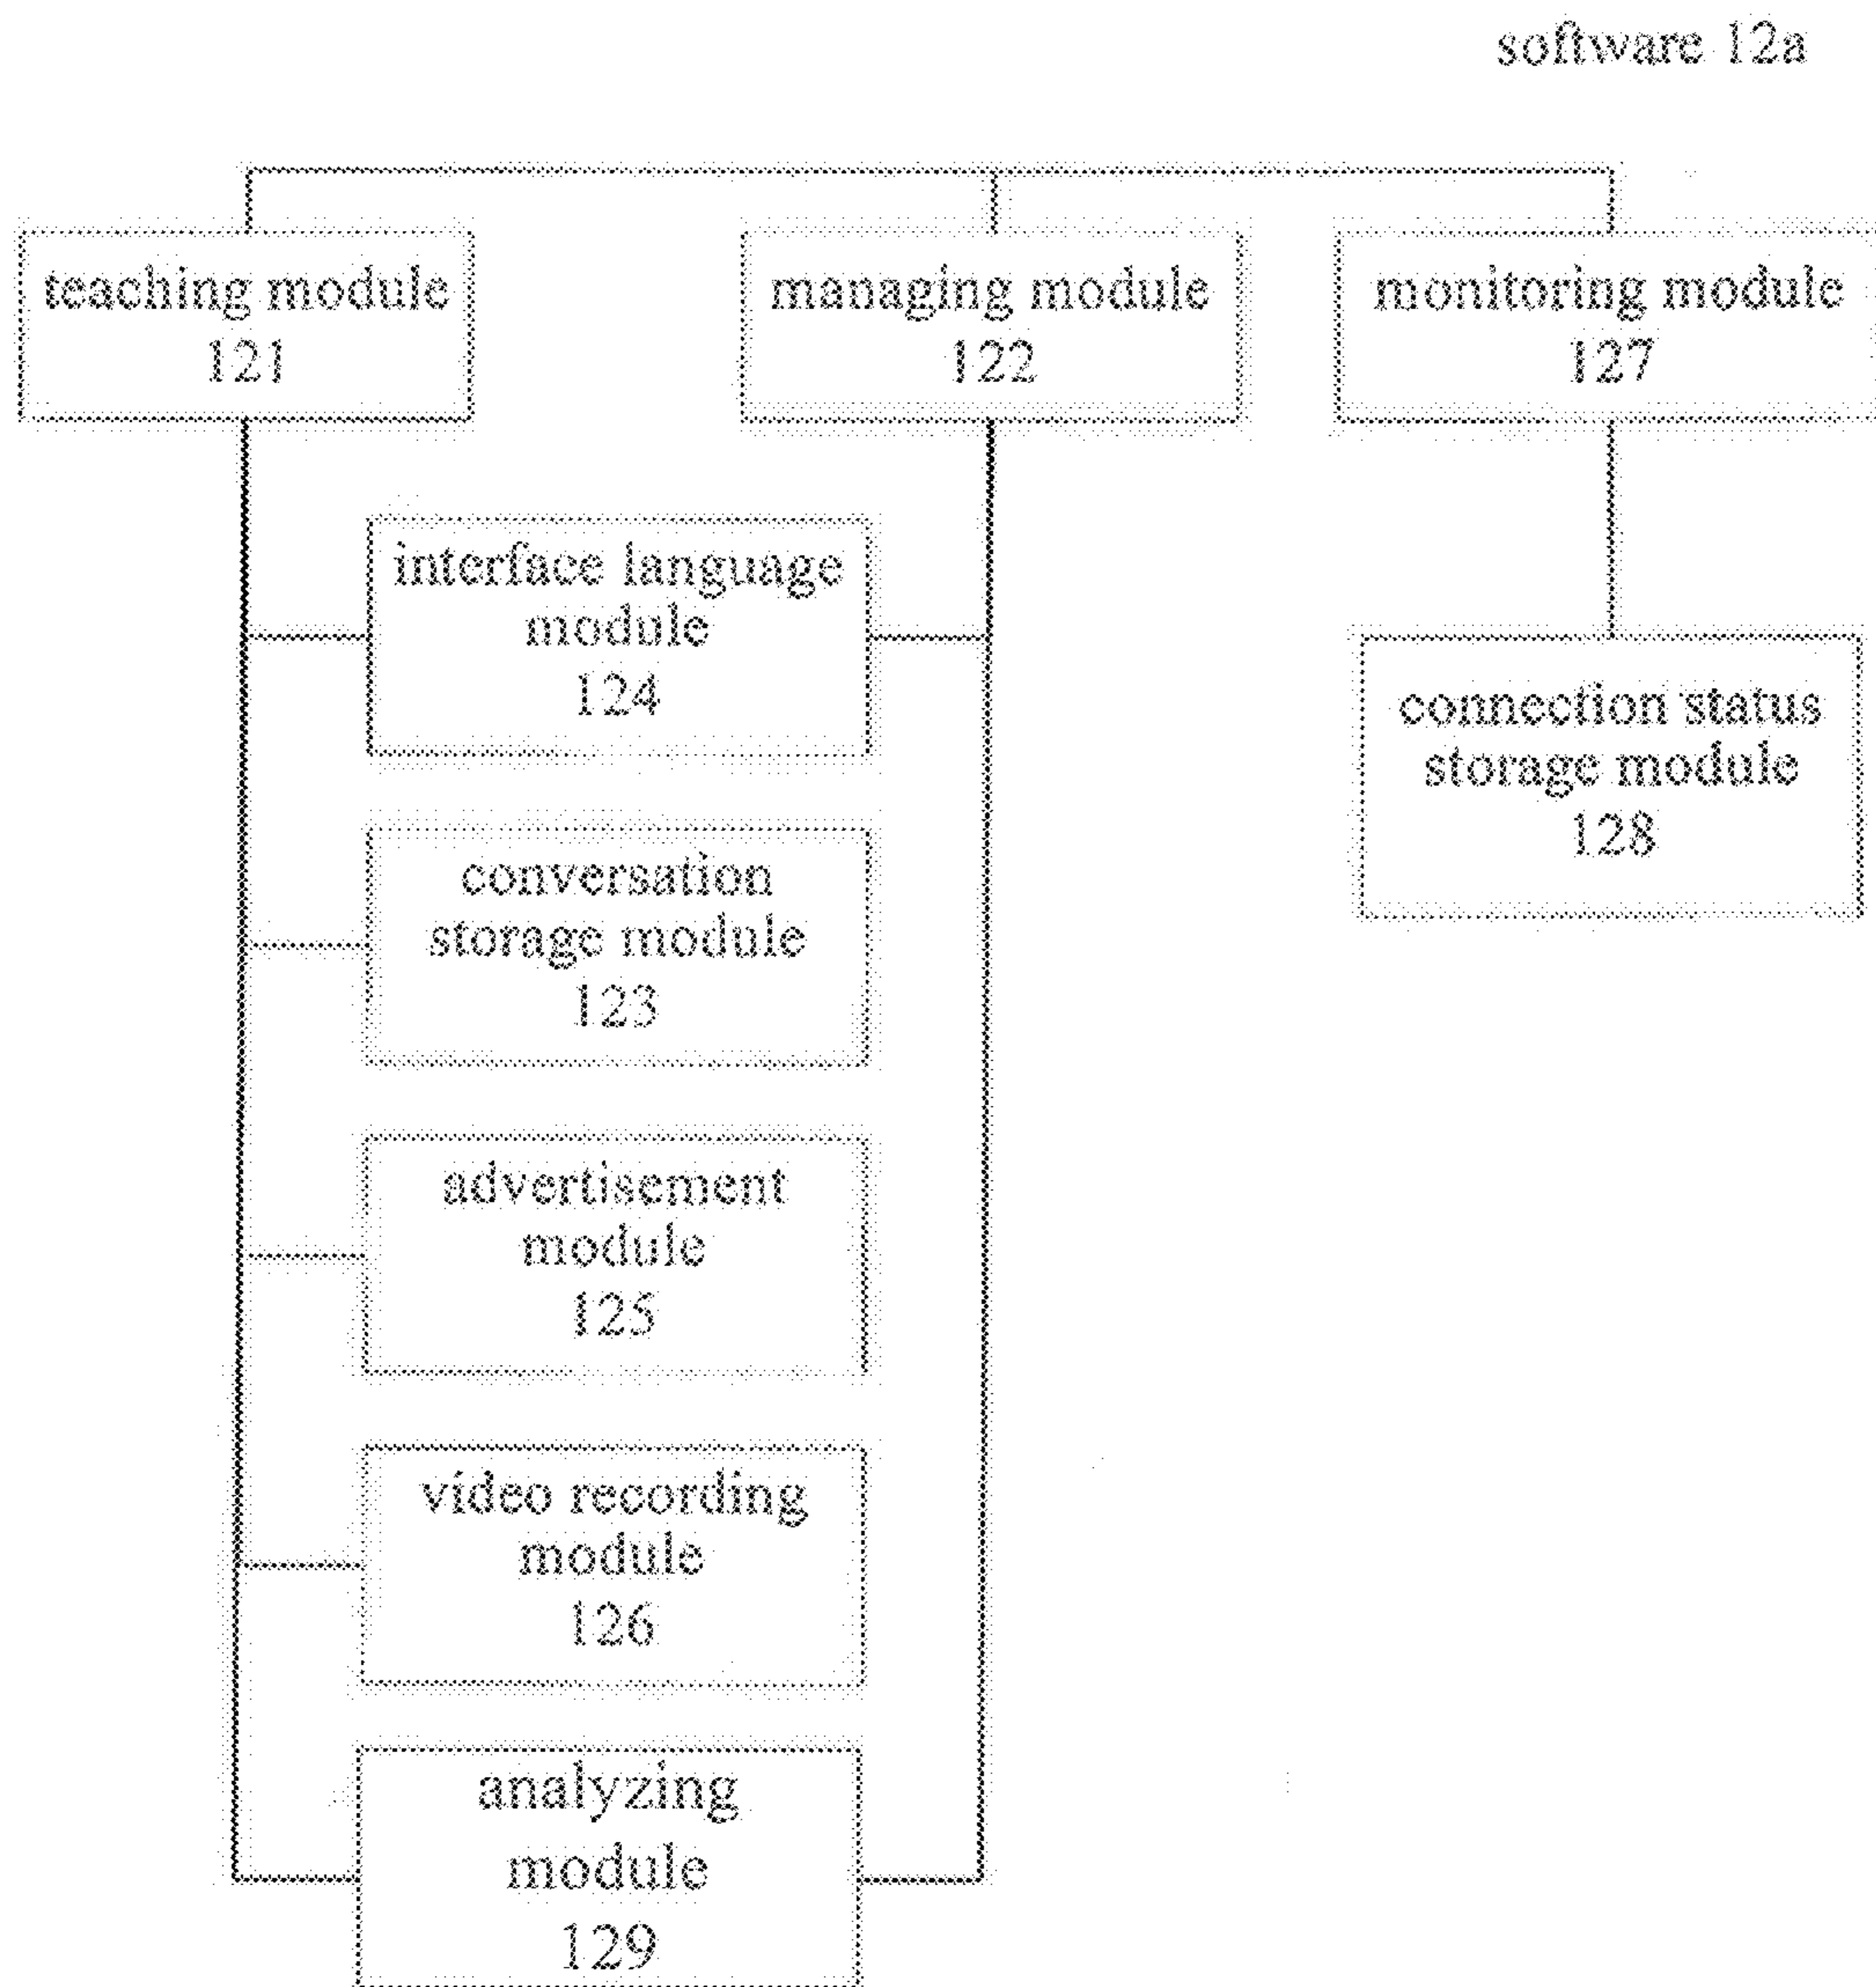 software 12a
teaching module
121
managing module
122
monitoring module
127
interface language
module
124
connection status
storage module
128
conversation
storage module
123
advertisement
module
125
video recording
module
126
analyzing
module
129